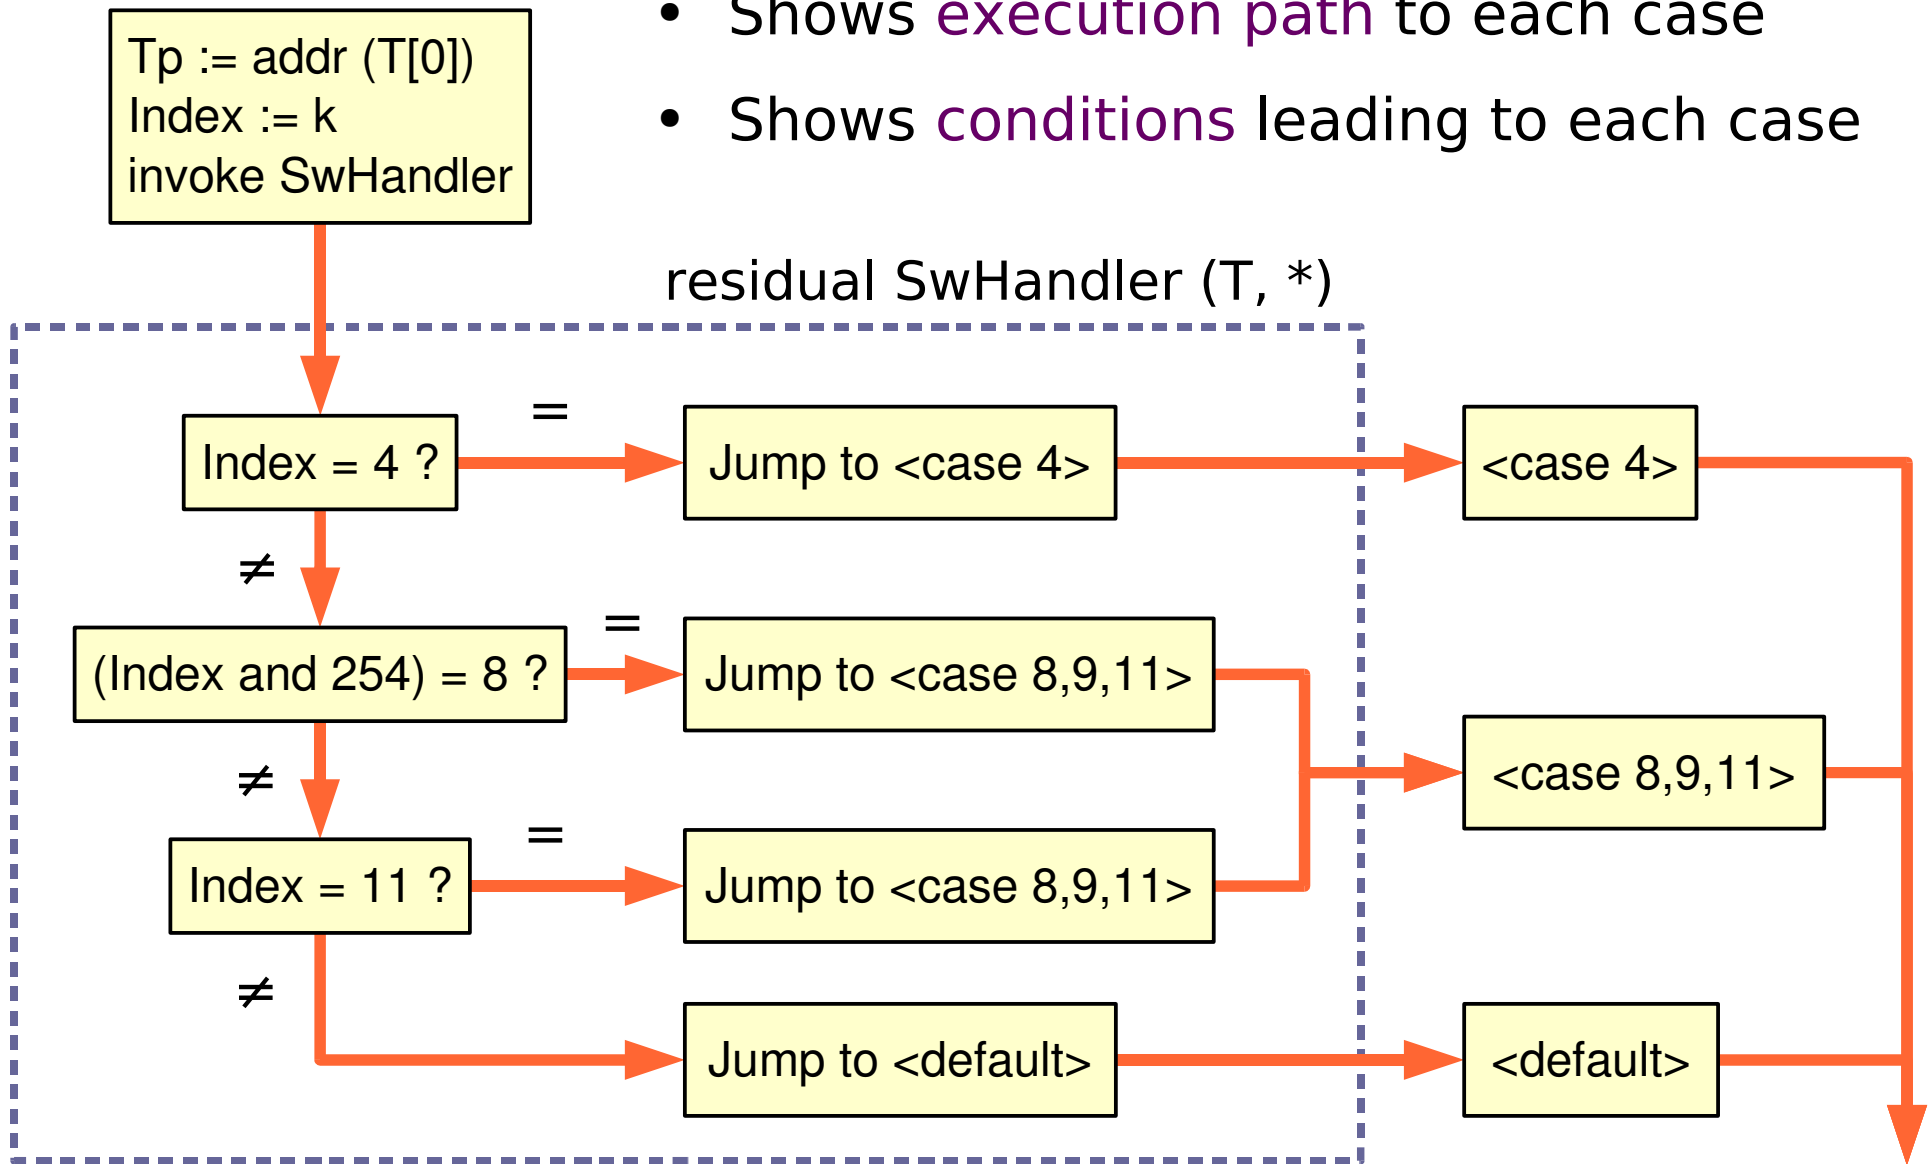 • Shows execution path to each case
• Shows conditions leading to each case
Tp := addr (T[0])
Index := k
invoke SwHandler
residual SwHandler (T, *)
Index = 4 ?
=
Jump to <case 4>
<case 4>
≠
(Index and 254) = 8 ?
=
Jump to <case 8,9,11>
<case 8,9,11>
≠
Index = 11 ?
=
Jump to <case 8,9,11>
≠
Jump to <default>
<default>